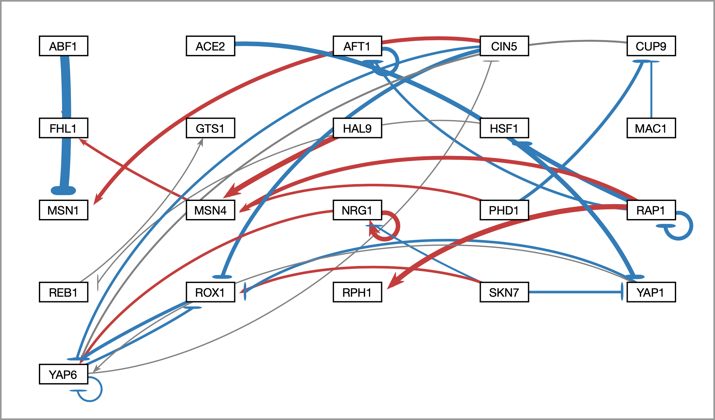 ABF1 ACE2 AFT1 CIN5 CUP9
FHL1 GTS1 HAL9 HSF1 MAC1
MSN1 MSN4 NRG1 PHD1 RAP1
REB1 ROX1 RPH1 SKN7 YAP1
YAP6